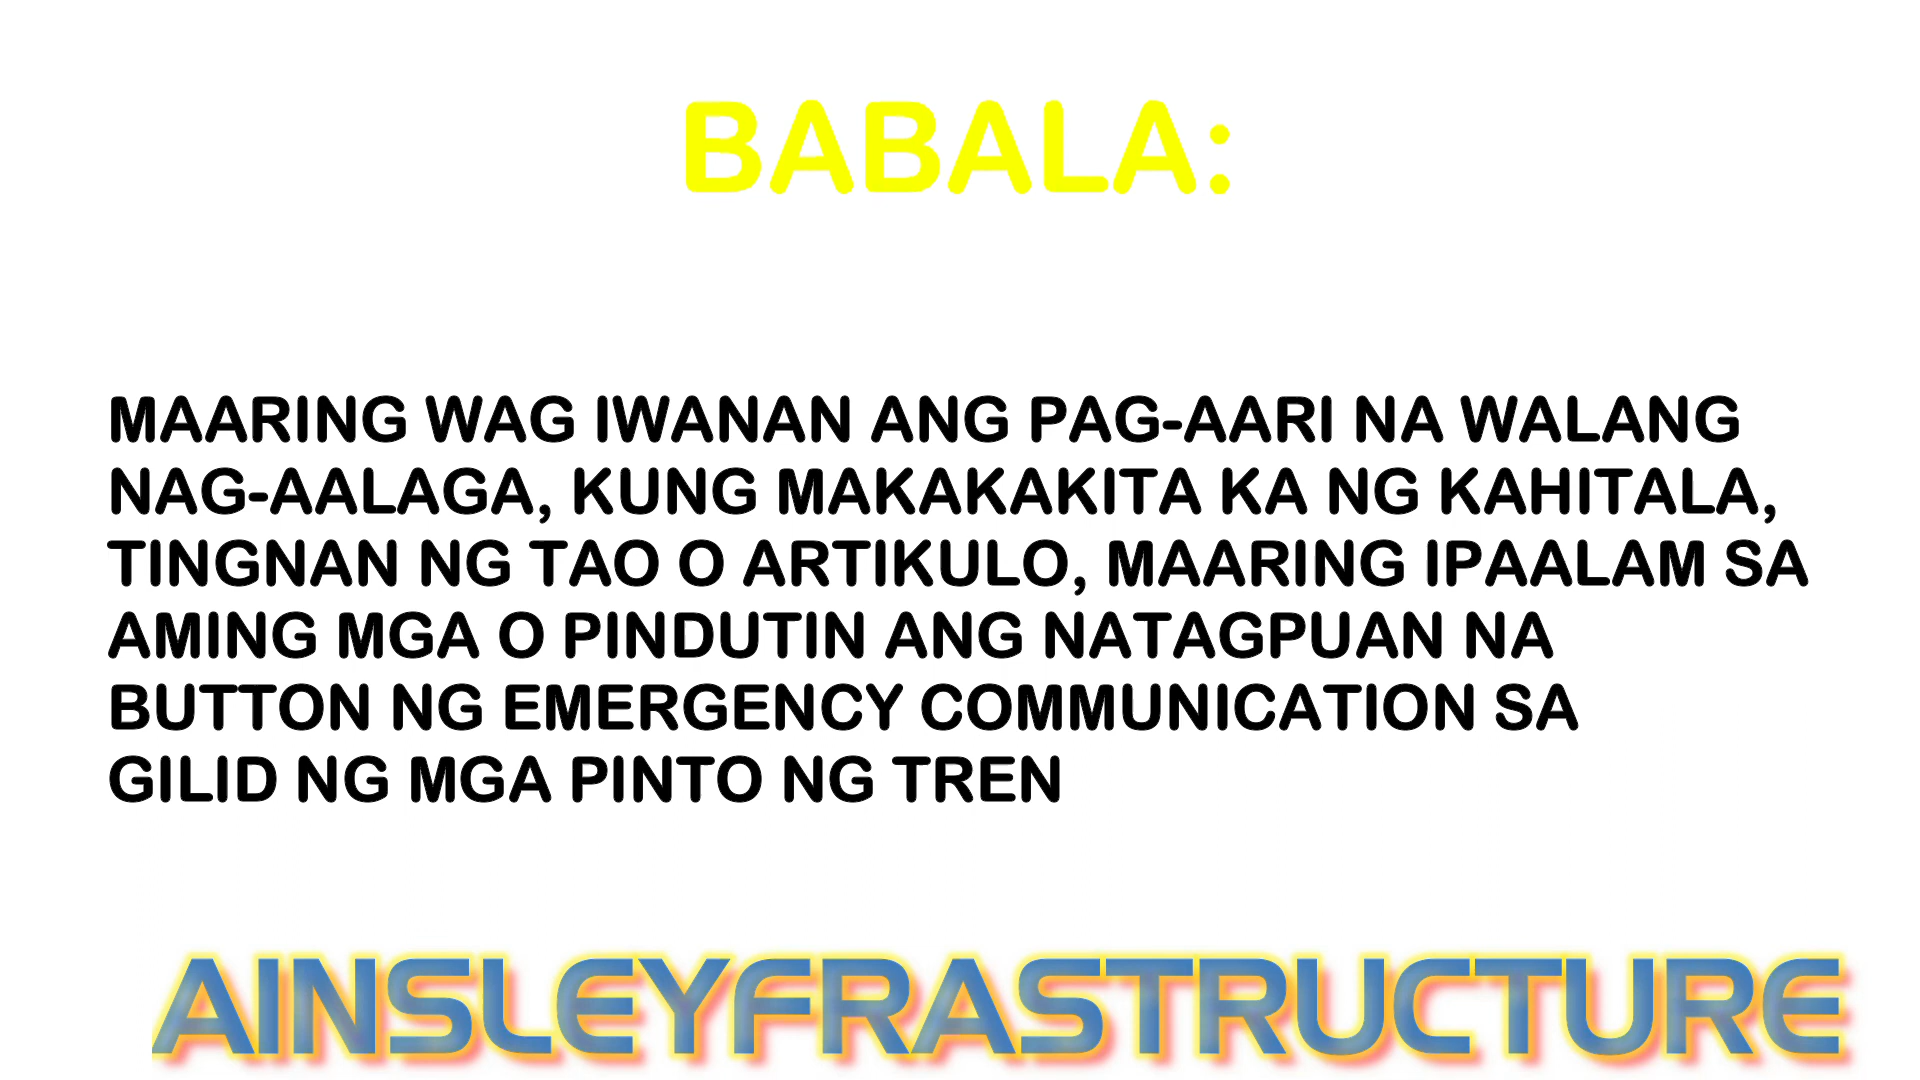 BABALA:
MAARING WAG IWANAN ANG PAG-AARI NA WALANG
NAG-AALAGA, KUNG MAKAKAKITA KA NG KAHITALA,
TINGNAN NG TAO O ARTIKULO, MAARING IPAALAM SA
AMING MGA O PINDUTIN ANG NATAGPUAN NA
BUTTON NG EMERGENCY COMMUNICATION SA
GILID NG MGA PINTO NG TREN
AINSLEYFRASTRUCTURE